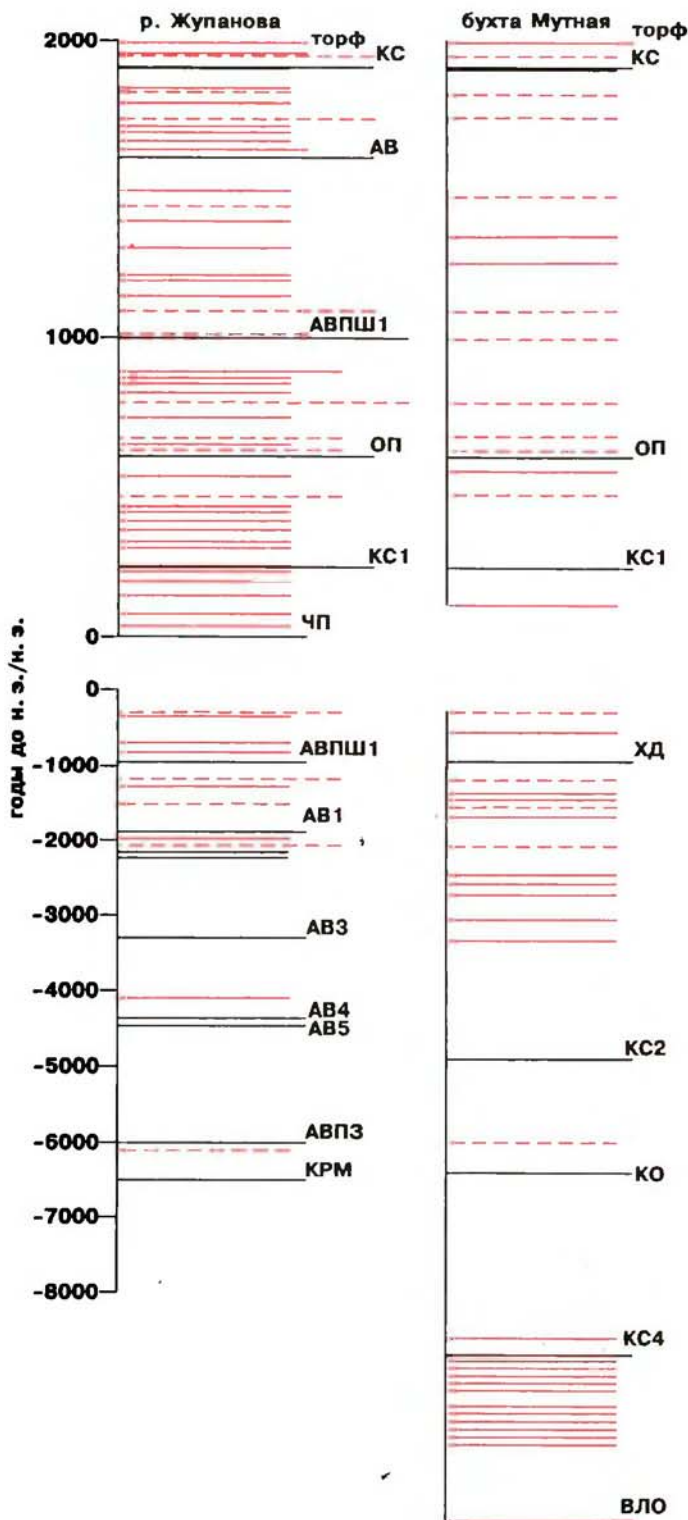 р. Жупанова
бухта Мутная
2000
торф
КС
АВ
АВПШ1
1000
ОП
КС1
ЧП
0
торф
КС
ОП
КС1
годы до н. э./н. э.
0
АВПШ1
-1000
АВ1
-2000
-3000
АВ3
-4000
АВ4
АВ5
-5000
АВПЗ
-6000
КРМ
-7000
-8000
ХД
КС2
КО
КС4
ВЛО